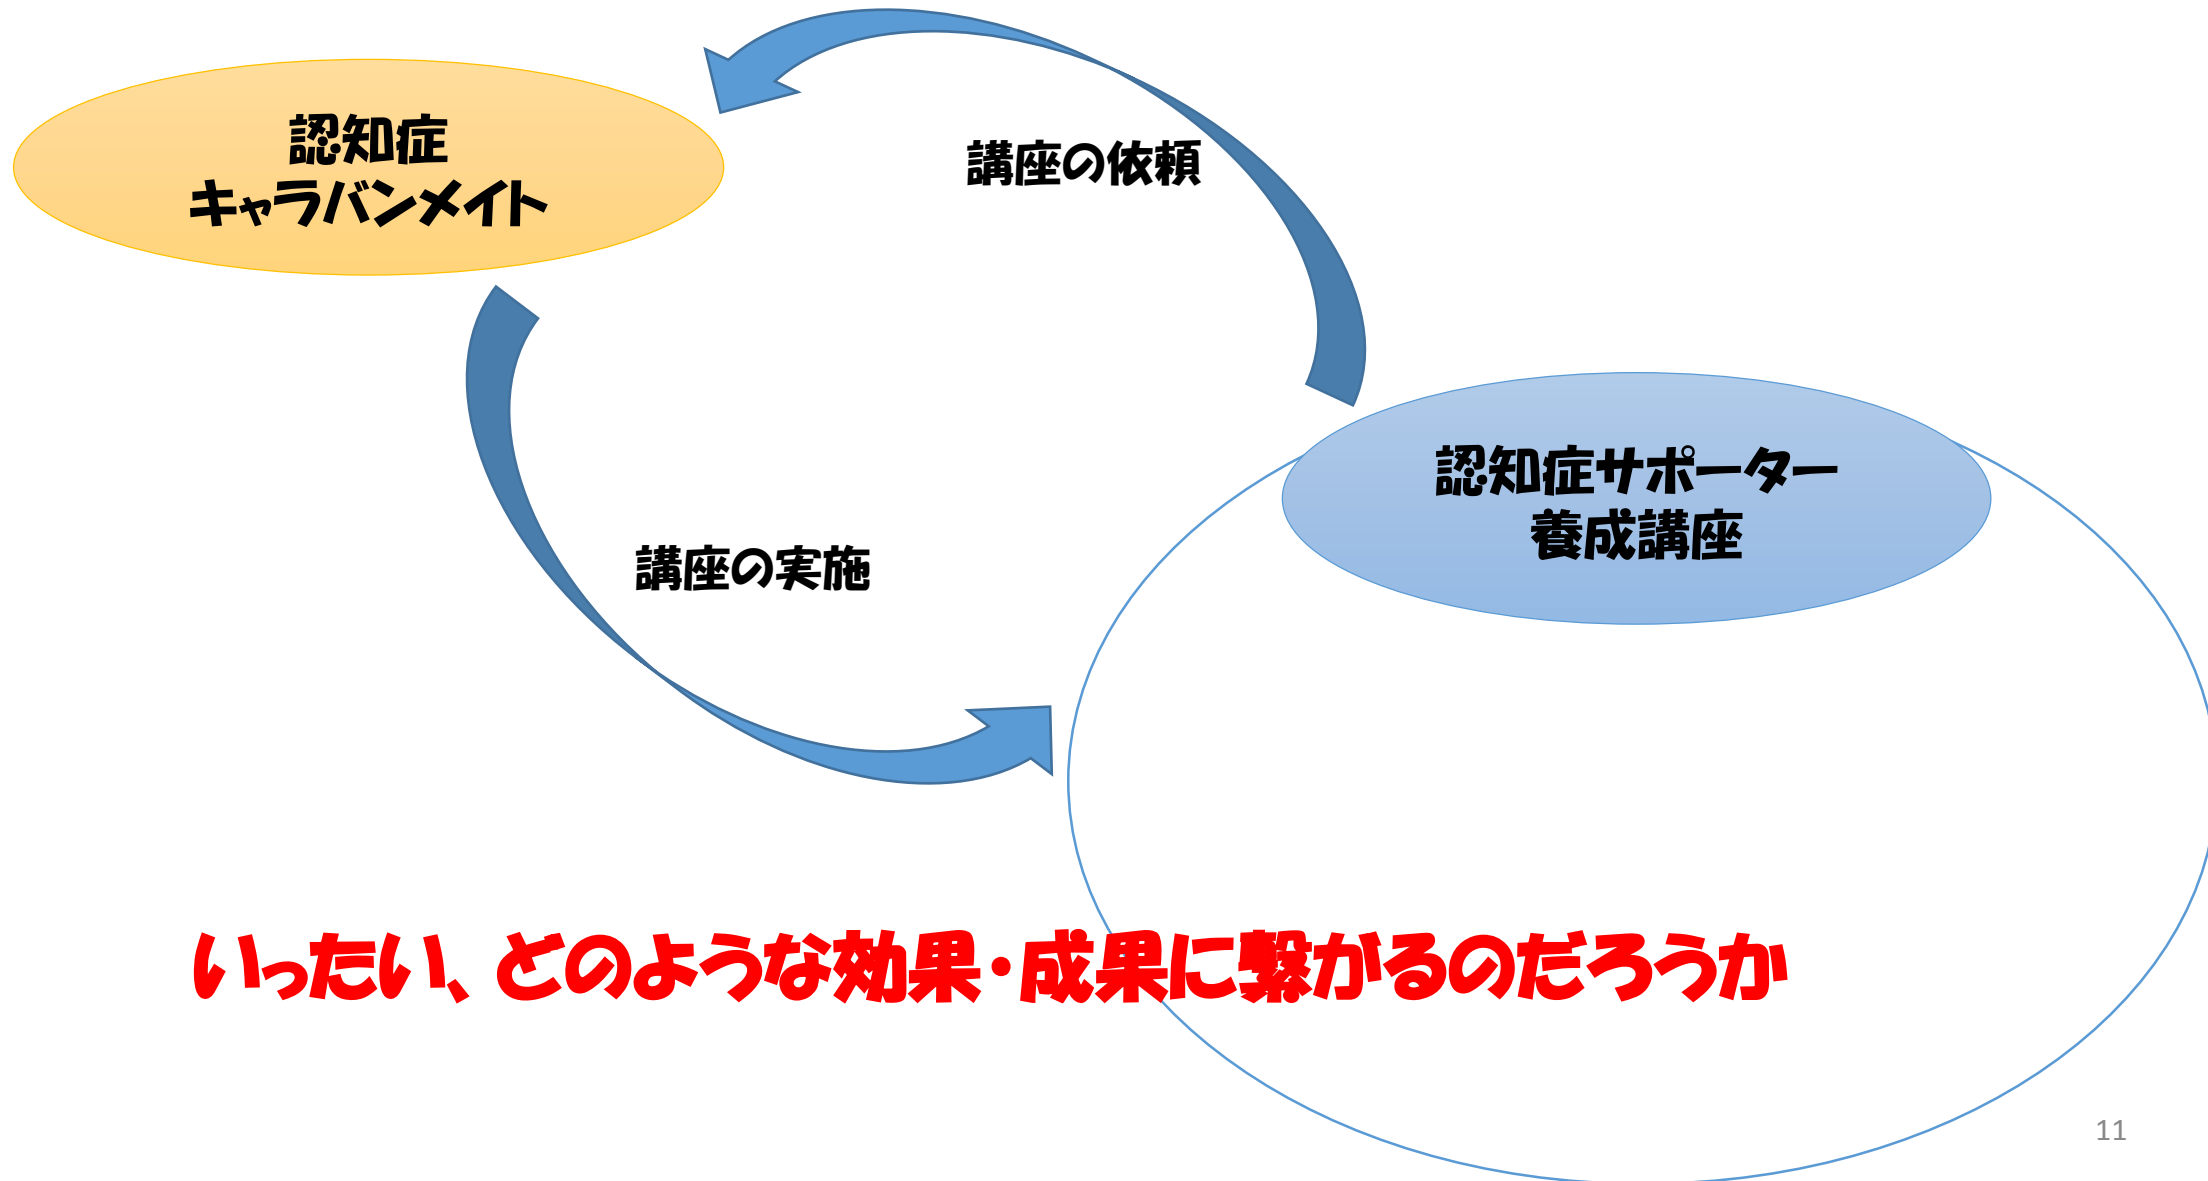 認知症
キャラバンメイト
講座の依頼
認知症サポーター
養成講座
講座の実施
いったい、どのような効果・成果に繋がるのだろうか
11